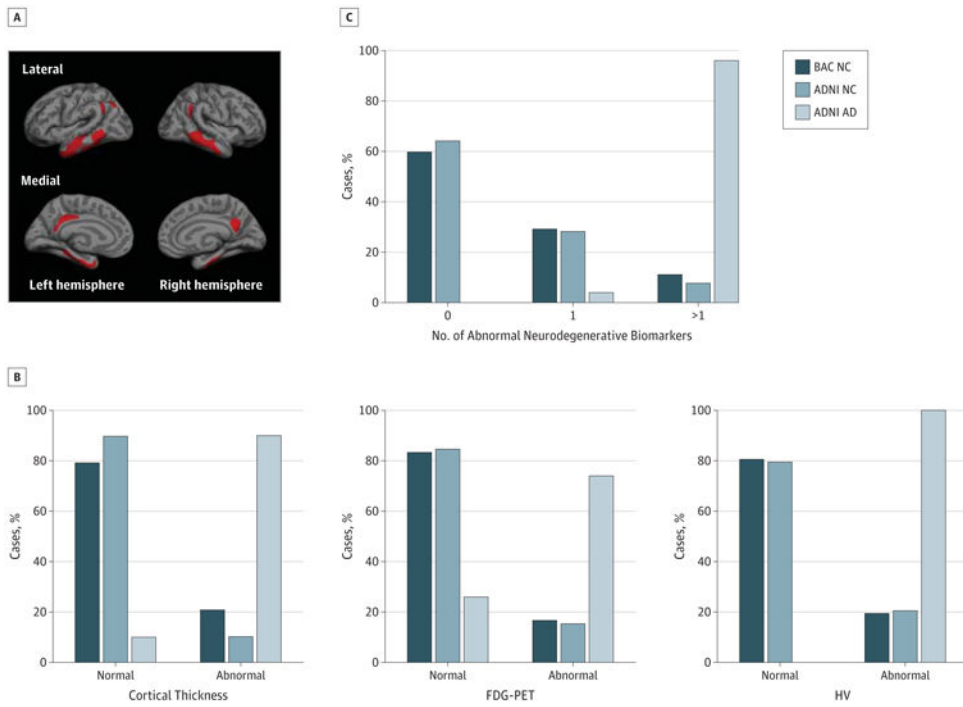 A
Lateral
Medial
Left hemisphere Right hemisphere
C
100
80
60
40
20
0
Cases, %
0 1 >1
No. of Abnormal Neurodegenerative Biomarkers
BAC NC
ADNI NC
ADNI AD
B
100
80
60
40
20
0
Cases, %
Normal Abnormal
Cortical Thickness
100
80
60
40
20
0
Cases, %
Normal Abnormal
FDG-PET
100
80
60
40
20
0
Cases, %
Normal Abnormal
HV